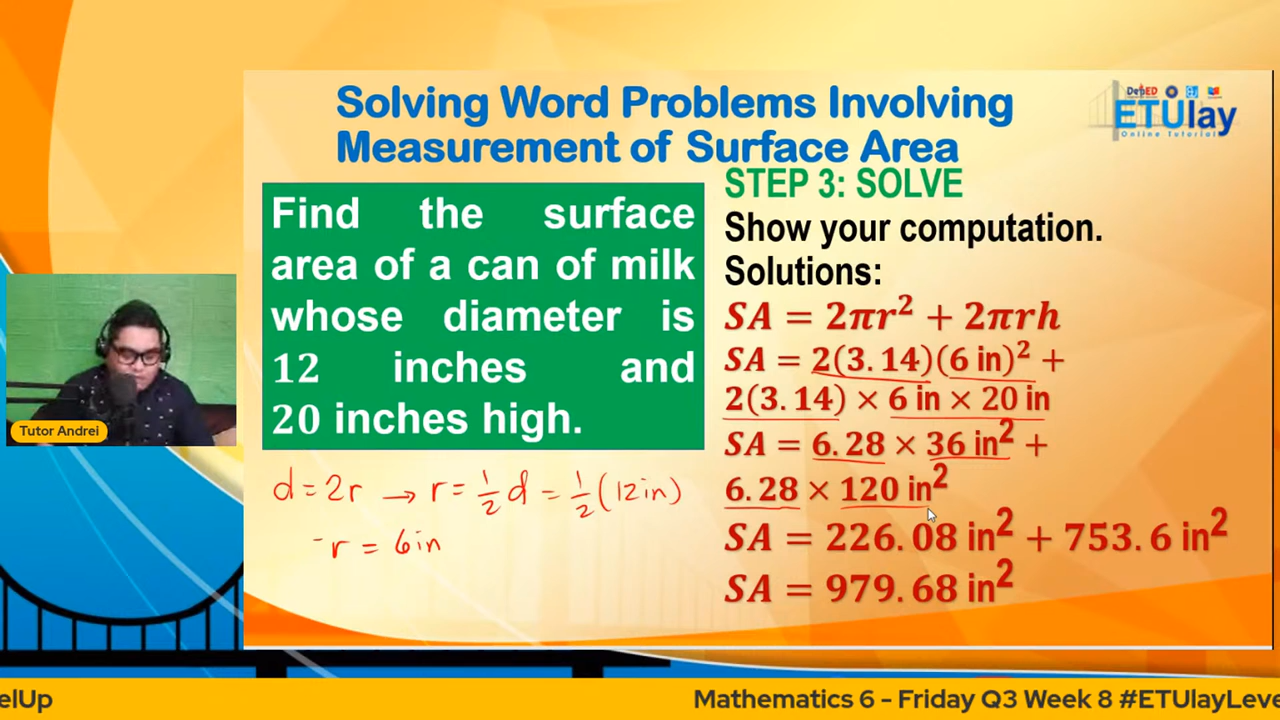 Solving Word Problems Involving
Measurement of Surface Area
DepED
ETUlay
Online Tutorial
Find the surface
area of a can of milk
whose diameter is
12 inches and
20 inches high.
d = 2r → r = 1/2 d = 1/2 (12in)
r = 6in
STEP 3: SOLVE
Show your computation.
Solutions:
SA = 2πr² + 2πrh
SA = 2(3.14)(6 in)² +
2(3.14) × 6 in × 20 in
SA = 6.28 × 36 in² +
6.28 × 120 in²
SA = 226.08 in² + 753.6 in²
SA = 979.68 in²
Tutor Andrei
elUp
Mathematics 6 - Friday Q3 Week 8 #ETUlayLeve